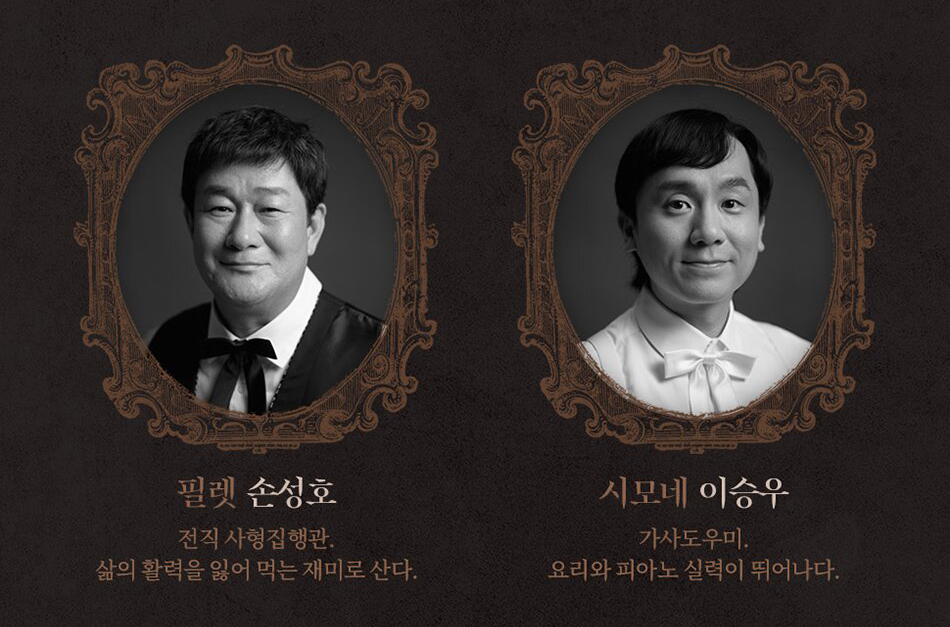 필렛 손성호
전직 사형집행관.
삶의 활력을 잃어 먹는 재미로 산다.
시모네 이승우
가사도우미.
요리와 피아노 실력이 뛰어나다.